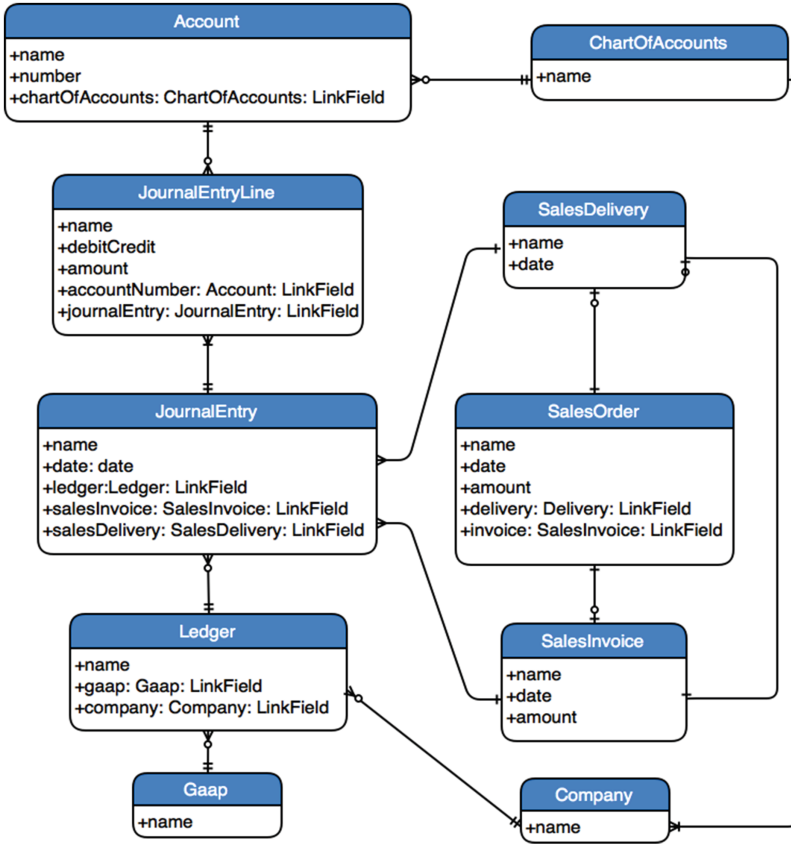 Account
+name
+number
+chartOfAccounts: ChartOfAccounts: LinkField
ChartOfAccounts
+name
JournalEntryLine
+name
+debitCredit
+amount
+accountNumber: Account: LinkField
+journalEntry: JournalEntry: LinkField
SalesDelivery
+name
+date
JournalEntry
+name
+date: date
+ledger:Ledger: LinkField
+salesInvoice: SalesInvoice: LinkField
+salesDelivery: SalesDelivery: LinkField
SalesOrder
+name
+date
+amount
+delivery: Delivery: LinkField
+invoice: SalesInvoice: LinkField
Ledger
+name
+gaap: Gaap: LinkField
+company: Company: LinkField
SalesInvoice
+name
+date
+amount
Gaap
+name
Company
+name